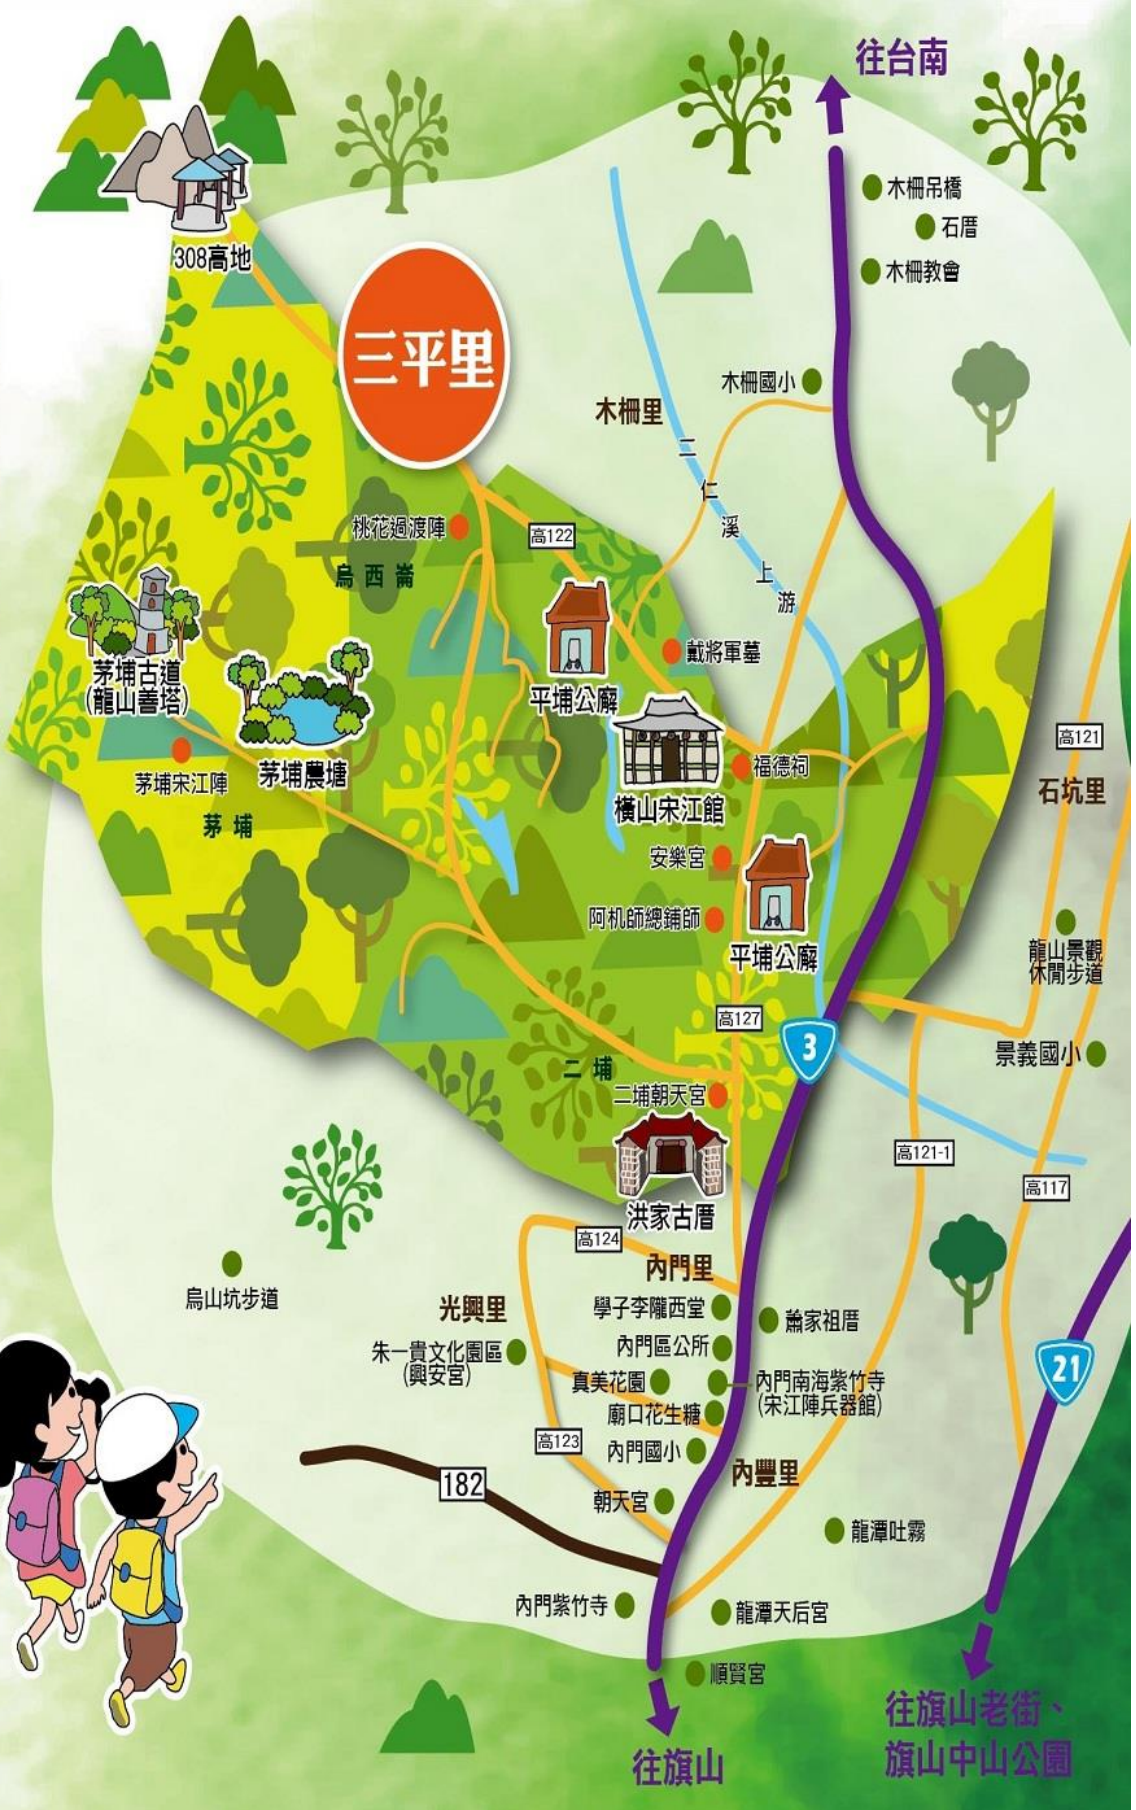 往台南
木柵吊橋
石厝
木柵教會
308高地
三平里
木柵國小
木柵里
二仁溪上游
桃花過渡陣
高122
烏西崙
戴將軍墓
茅埔古道
(龍山善塔)
平埔公廨
高121
福德祠
茅埔宋江陣
茅埔農塘
石坑里
橫山宋江館
茅埔
安樂宮
阿机師總鋪師
平埔公廨
龍山景觀
休閒步道
高127
3
景義國小
二埔
二埔朝天宮
高121-1
高117
洪家古厝
高124
內門里
烏山坑步道
光興里
學子李隴西堂
蕭家祖厝
朱一貴文化園區
(興安宮)
內門區公所
21
真美花園
內門南海紫竹寺
(宋江陣兵器館)
廟口花生糖
高123
內門國小
內豐里
182
朝天宮
龍潭吐霧
內門紫竹寺
龍潭天后宮
順賢宮
往旗山
往旗山老街、
旗山中山公園